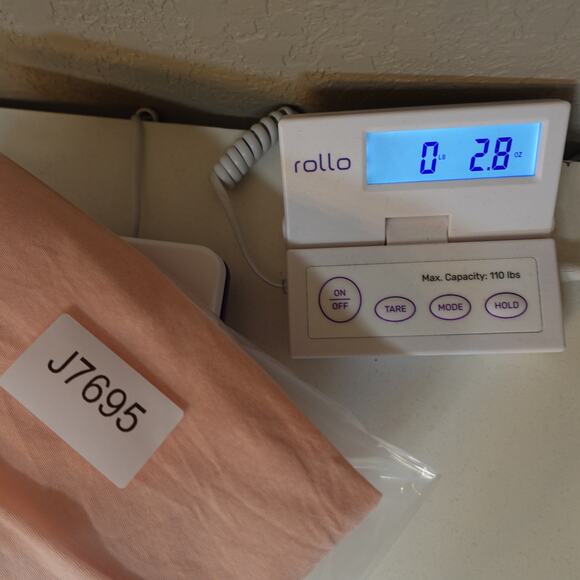 rollo
0 LB 2.8 OZ
Max. Capacity: 110 lbs
ON
OFF
TARE
MODE
HOLD
J7695